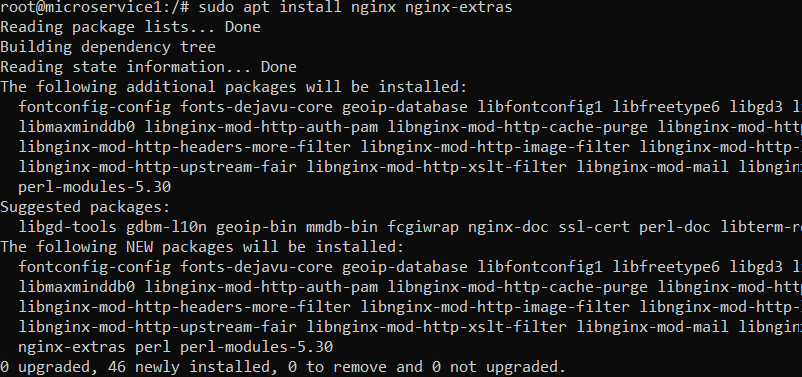 root@microservice1:/# sudo apt install nginx nginx-extras
Reading package lists... Done
Building dependency tree
Reading state information... Done
The following additional packages will be installed:
  fontconfig-config fonts-dejavu-core geoip-database libfontconfig1 libfreetype6 libgd3
  libmaxminddb0 libnginx-mod-http-auth-pam libnginx-mod-http-cache-purge libnginx-mod-htt
  libnginx-mod-http-headers-more-filter libnginx-mod-http-image-filter libnginx-mod-http-
  libnginx-mod-http-upstream-fair libnginx-mod-http-xslt-filter libnginx-mod-mail libngin
  perl-modules-5.30
Suggested packages:
  libgd-tools gdbm-l10n geoip-bin mmdb-bin fcgiwrap nginx-doc ssl-cert perl-doc libterm-r
The following NEW packages will be installed:
  fontconfig-config fonts-dejavu-core geoip-database libfontconfig1 libfreetype6 libgd3
  libmaxminddb0 libnginx-mod-http-auth-pam libnginx-mod-http-cache-purge libnginx-mod-htt
  libnginx-mod-http-headers-more-filter libnginx-mod-http-image-filter libnginx-mod-http-
  libnginx-mod-http-upstream-fair libnginx-mod-http-xslt-filter libnginx-mod-mail libngin
  nginx-extras perl perl-modules-5.30
0 upgraded, 46 newly installed, 0 to remove and 0 not upgraded.